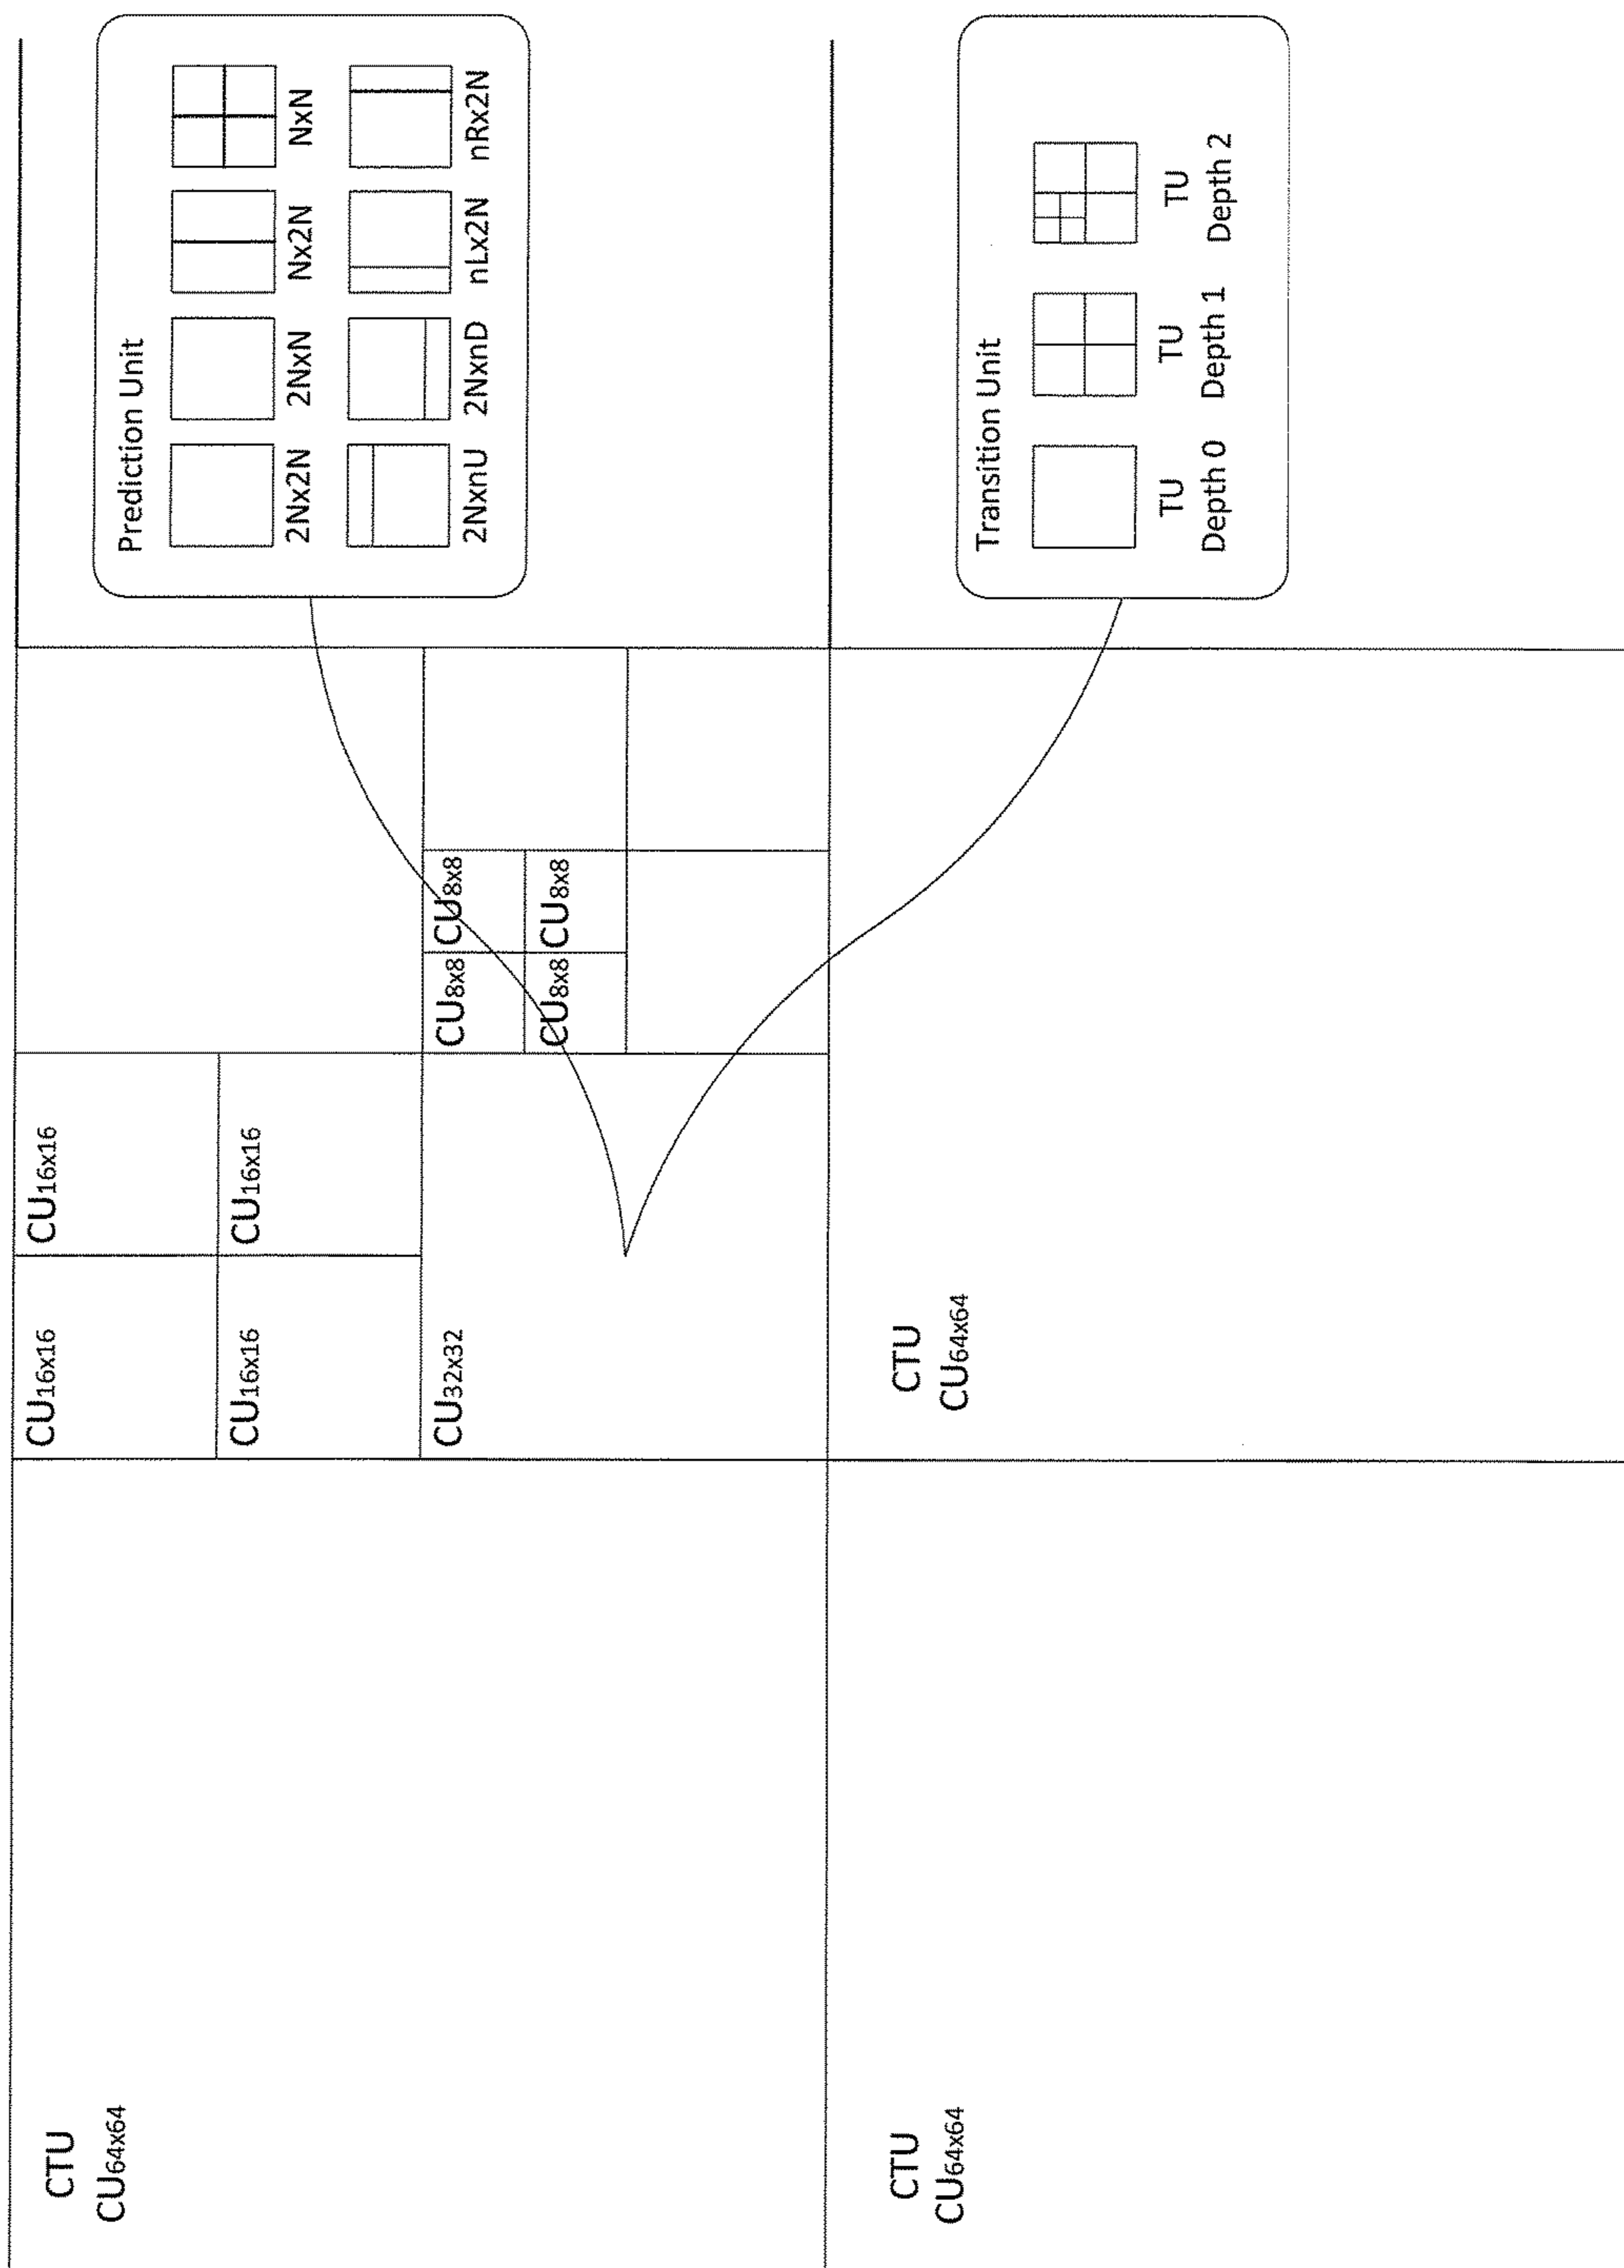 CTU
CU64x64
CU16x16
CU16x16
CU16x16
CU16x16
CU32x32
CU8x8
CU8x8
CU8x8
CU8x8
Prediction Unit
2Nx2N
2NxN
Nx2N
NxN
2NxnU
2NxnD
nLx2N
nRx2N
CTU
CU64x64
CTU
CU64x64
Transition Unit
TU
Depth 0
TU
Depth 1
TU
Depth 2